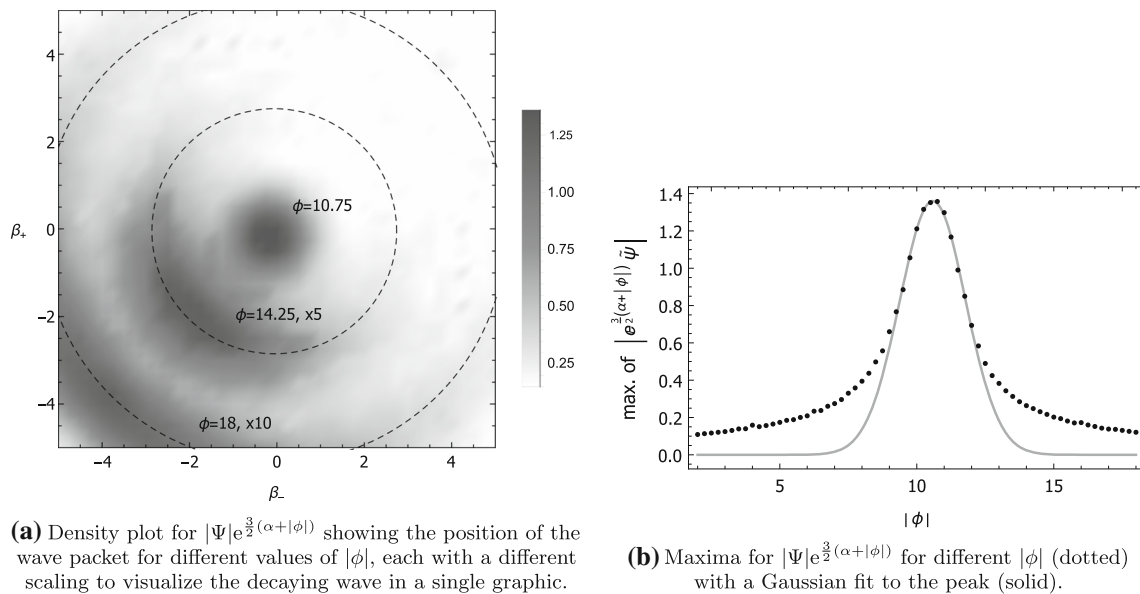 4
2
0
−2
−4
β₊
−4
−2
0
2
4
β₋
ϕ=10.75
ϕ=14.25, x5
ϕ=18, x10
1.25
1.00
0.75
0.50
0.25
(a) Density plot for |Ψ|e^{3/2(α+|ϕ|)} showing the position of the
wave packet for different values of |ϕ|, each with a different
scaling to visualize the decaying wave in a single graphic.
max. of |e^{3/2(α+|ϕ|)} ψ̃|
1.4
1.2
1.0
0.8
0.6
0.4
0.2
0.0
5
10
15
|ϕ|
(b) Maxima for |Ψ|e^{3/2(α+|ϕ|)} for different |ϕ| (dotted)
with a Gaussian fit to the peak (solid).